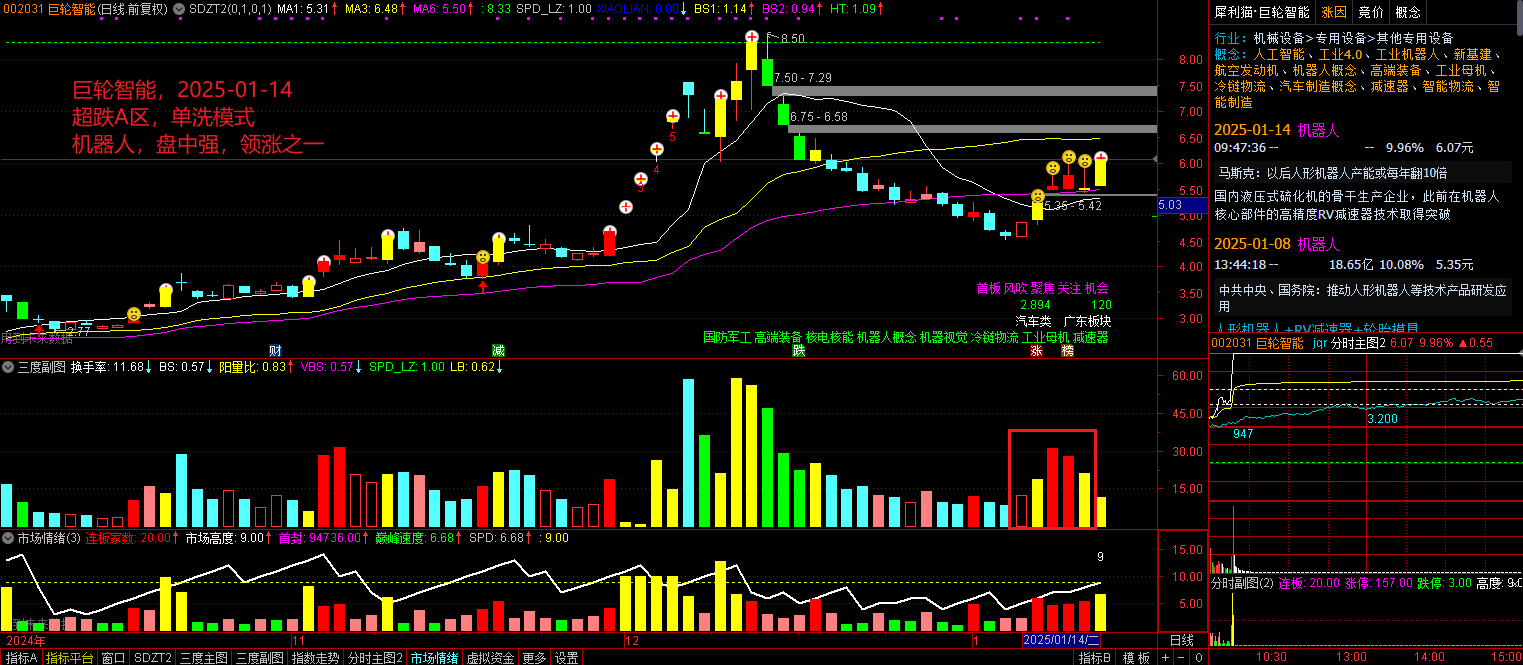 002031 巨轮智能(日线.前复权) SDZT2(0,1,0,1) MA1: 5.31↑ MA3: 6.48↑ MA6: 5.50↑ : 8.33 SPD_LZ: 1.00 XIAOLIAN: 0.00↓ BS1: 1.14↑ BS2: 0.94↑ HT: 1.09↑
8.50
巨轮智能，2025-01-14
超跌A区，单洗模式
机器人，盘中强，领涨之一
7.50 - 7.29
6.75 - 6.58
5.35 - 5.42
5
4
3
2.77
8.00
7.50
7.00
6.50
6.00
5.50
5.03
5.00
4.50
4.00
3.50
3.00
首板 风吹 聚集 关注 机会
2.894 120
汽车类 广东板块
国防军工 高端装备 核电核能 机器人概念 机器视觉 冷链物流 工业母机 减速器
用到未来数据
财 减 跌 涨 榜
三度副图 换手率: 11.68↓ BS: 0.57↓ 阳量比: 0.83↑ VBS: 0.57↓ SPD_LZ: 1.00 LB: 0.62↓
60.00
45.00
30.00
15.00
市场情绪(3) 连板家数: 20.00↑ 市场高度: 9.00↑ 首封: 94736.00↑ 巅峰速度: 6.68↑ SPD: 6.68↑ : 9.00
9
15.00
10.00
5.00
2024年 11 12 1 2025/01/14/二 日线
指标A 指标平台 窗口 SDZT2 三度主图 三度副图 指数走势 分时主图2 市场情绪 虚拟资金 更多 设置 指标B 模板 + - O
犀利猫·巨轮智能 涨因 竞价 概念
行业：机械设备>专用设备>其他专用设备
概念：人工智能、工业4.0、工业机器人、新基建、
航空发动机、机器人概念、高端装备、工业母机、
冷链物流、汽车制造概念、减速器、智能物流、智
能制造
2025-01-14 机器人
09:47:36 -- -- 9.96% 6.07元
马斯克：以后人形机器人产能或每年翻10倍
国内液压式硫化机的骨干生产企业，此前在机器人
核心部件的高精度RV减速器技术取得突破
2025-01-08 机器人
13:44:18 -- 18.65亿 10.08% 5.35元
中共中央、国务院：推动人形机器人等技术产品研发应
用
人形机器人+RV减速器+轮胎模具
002031 巨轮智能 jqr 分时主图2 6.07 9.96% ▲0.55
947
3.200
分时副图(2) 连板: 20.00 涨停: 157.00 跌停: 3.00 高度: 9.0
10:30 13:00 14:00 15:00